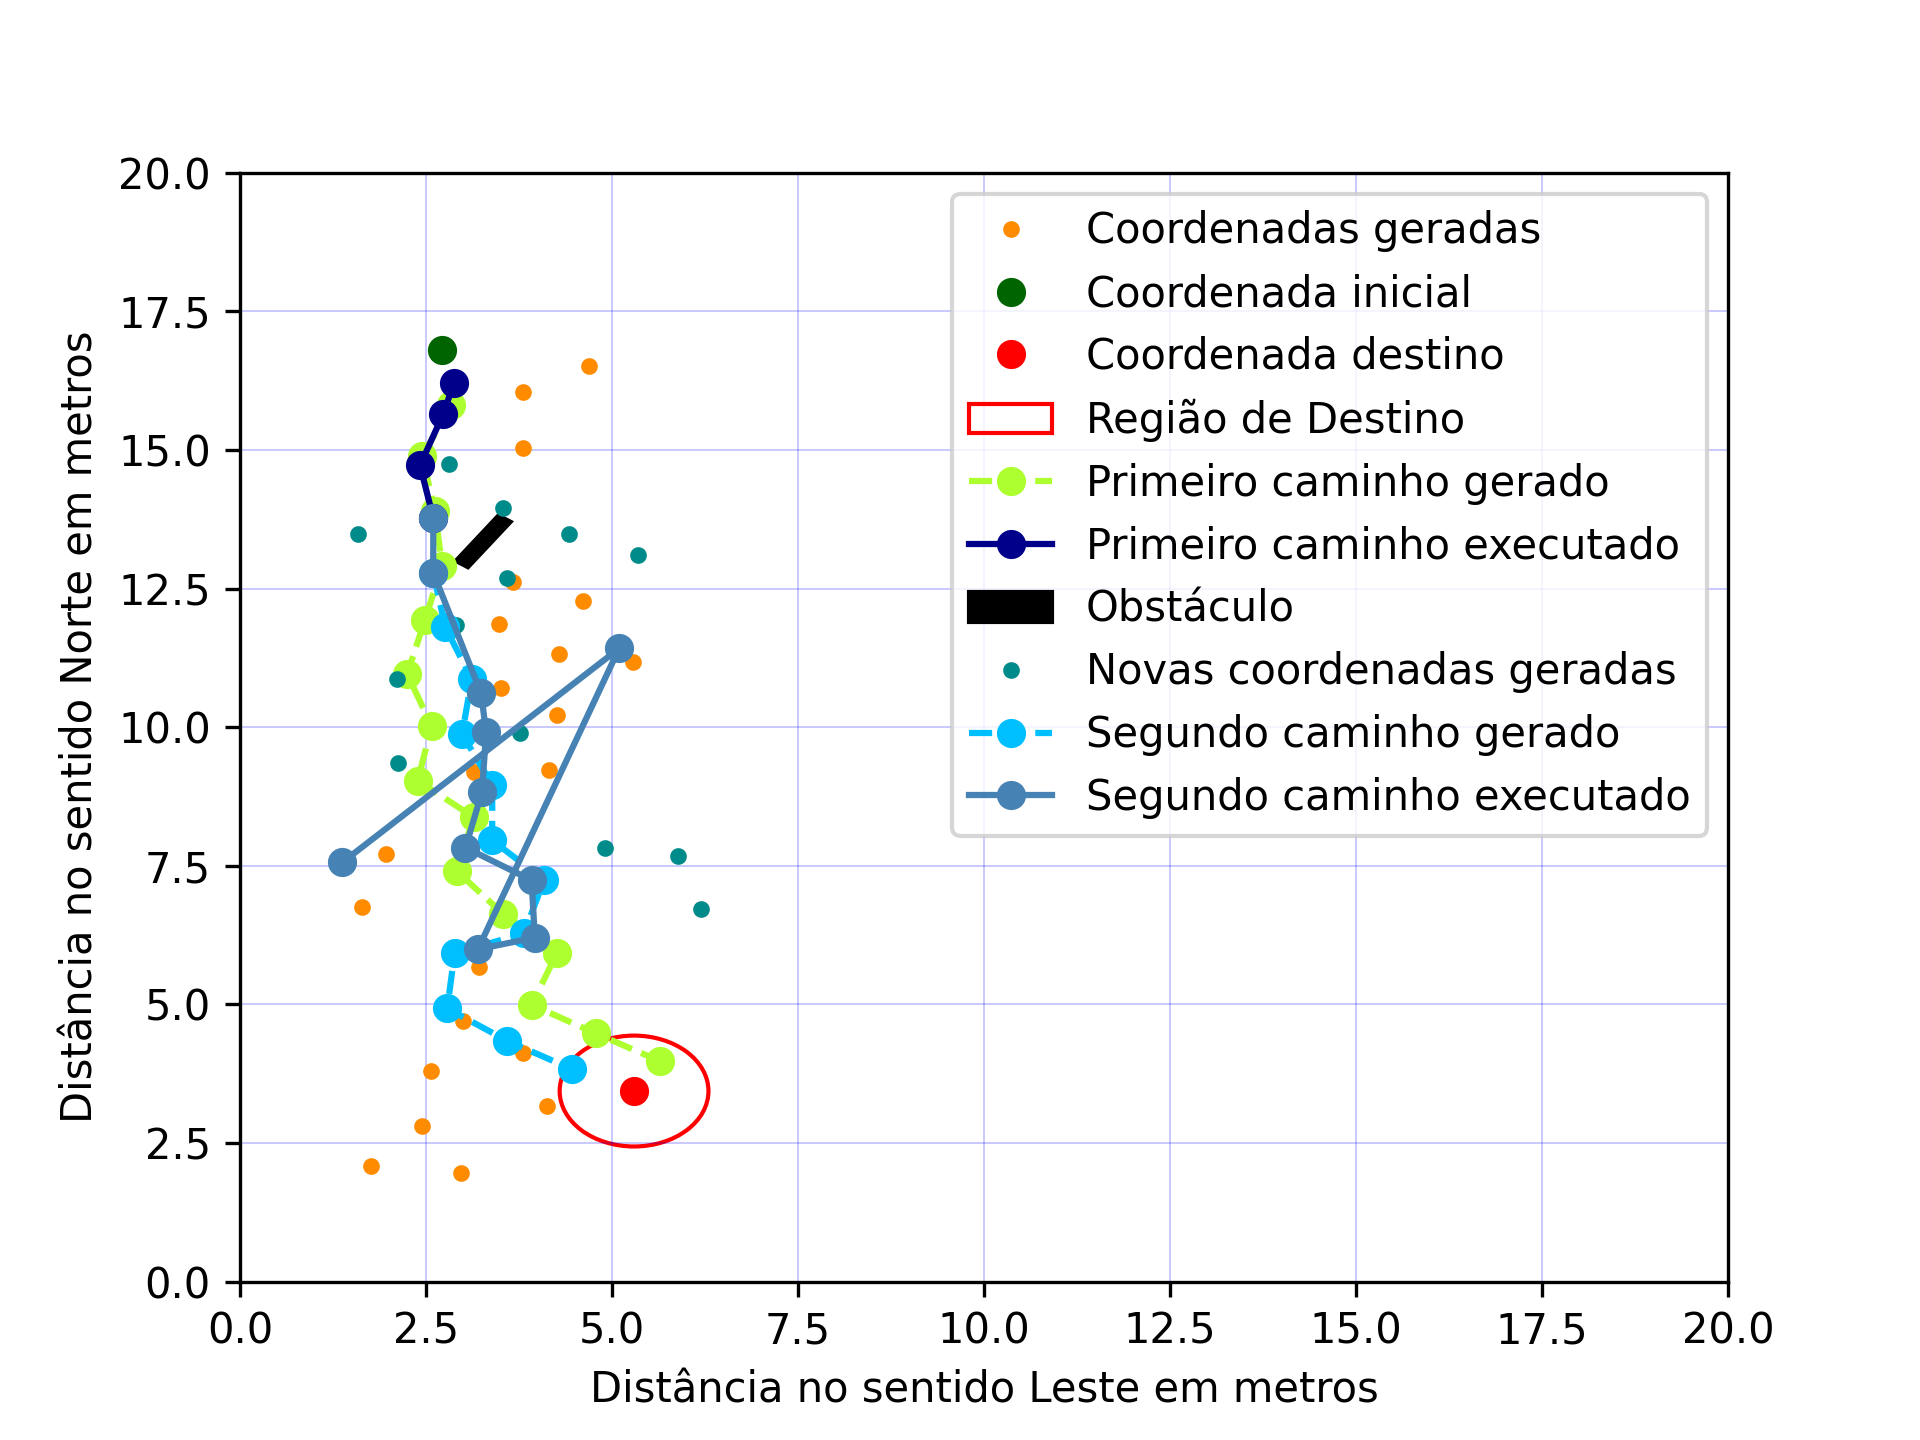 20.0
17.5
15.0
12.5
10.0
7.5
5.0
2.5
0.0
Distância no sentido Norte em metros
Coordenadas geradas
Coordenada inicial
Coordenada destino
Região de Destino
Primeiro caminho gerado
Primeiro caminho executado
Obstáculo
Novas coordenadas geradas
Segundo caminho gerado
Segundo caminho executado
0.0 2.5 5.0 7.5 10.0 12.5 15.0 17.5 20.0
Distância no sentido Leste em metros